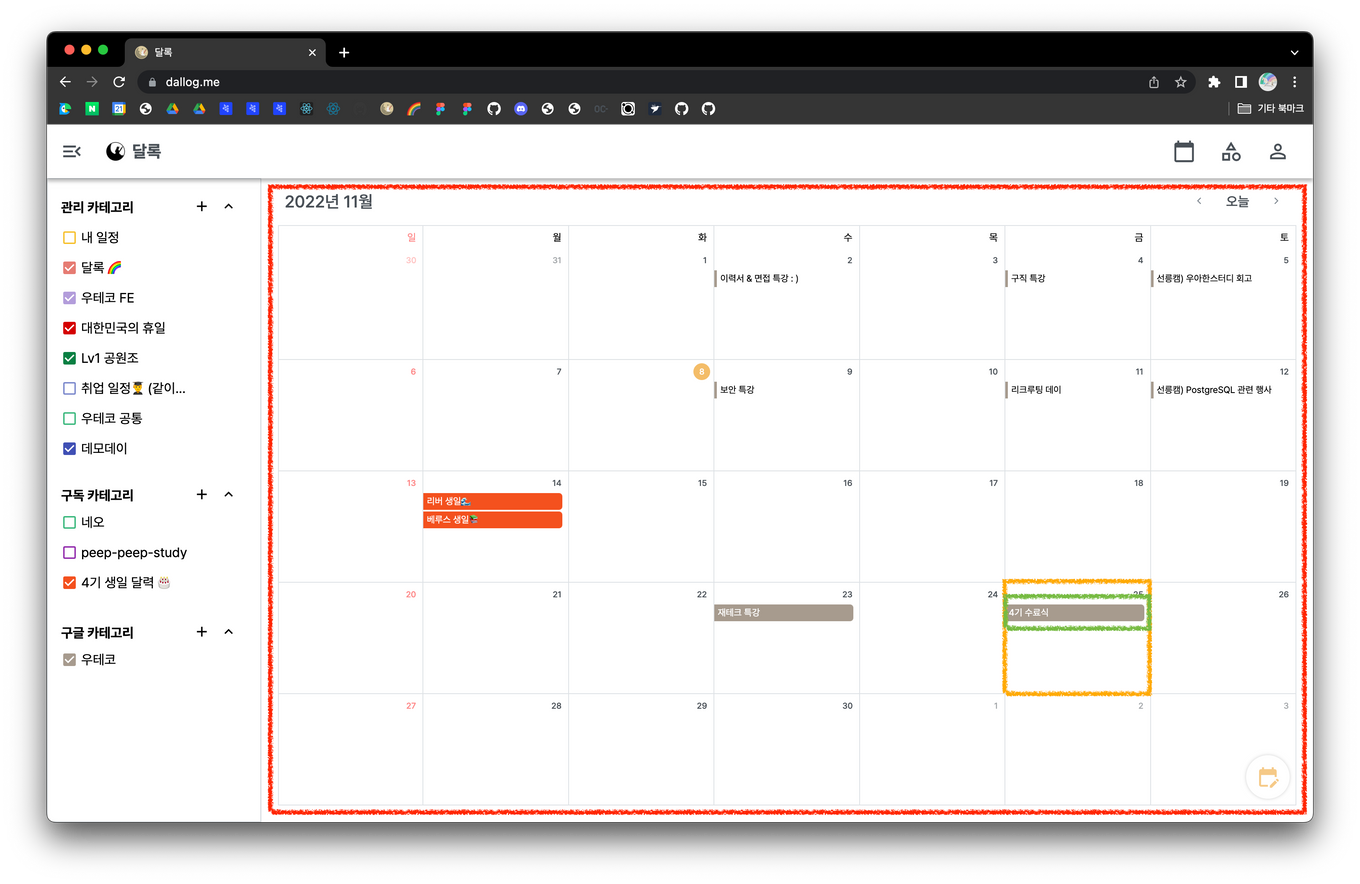 달록
dallog.me
21
기타 북마크
달록
관리 카테고리
내 일정
달록🌈
우테코 FE
대한민국의 휴일
Lv1 공원조
취업 일정👨‍🎓 (같이...
우테코 공통
데모데이
구독 카테고리
네오
peep-peep-study
4기 생일 달력 🎂
구글 카테고리
우테코
2022년 11월
오늘
일 월 화 수 목 금 토
30 31 1 2 3 4 5
이력서 & 면접 특강 : ) 구직 특강 선릉캠) 우아한스터디 회고
6 7 8 9 10 11 12
보안 특강 리크루팅 데이 선릉캠) PostgreSQL 관련 행사
13 14 15 16 17 18 19
리버 생일
베루스 생일
20 21 22 23 24 25 26
재테크 특강 4기 수료식
27 28 29 30 1 2 3